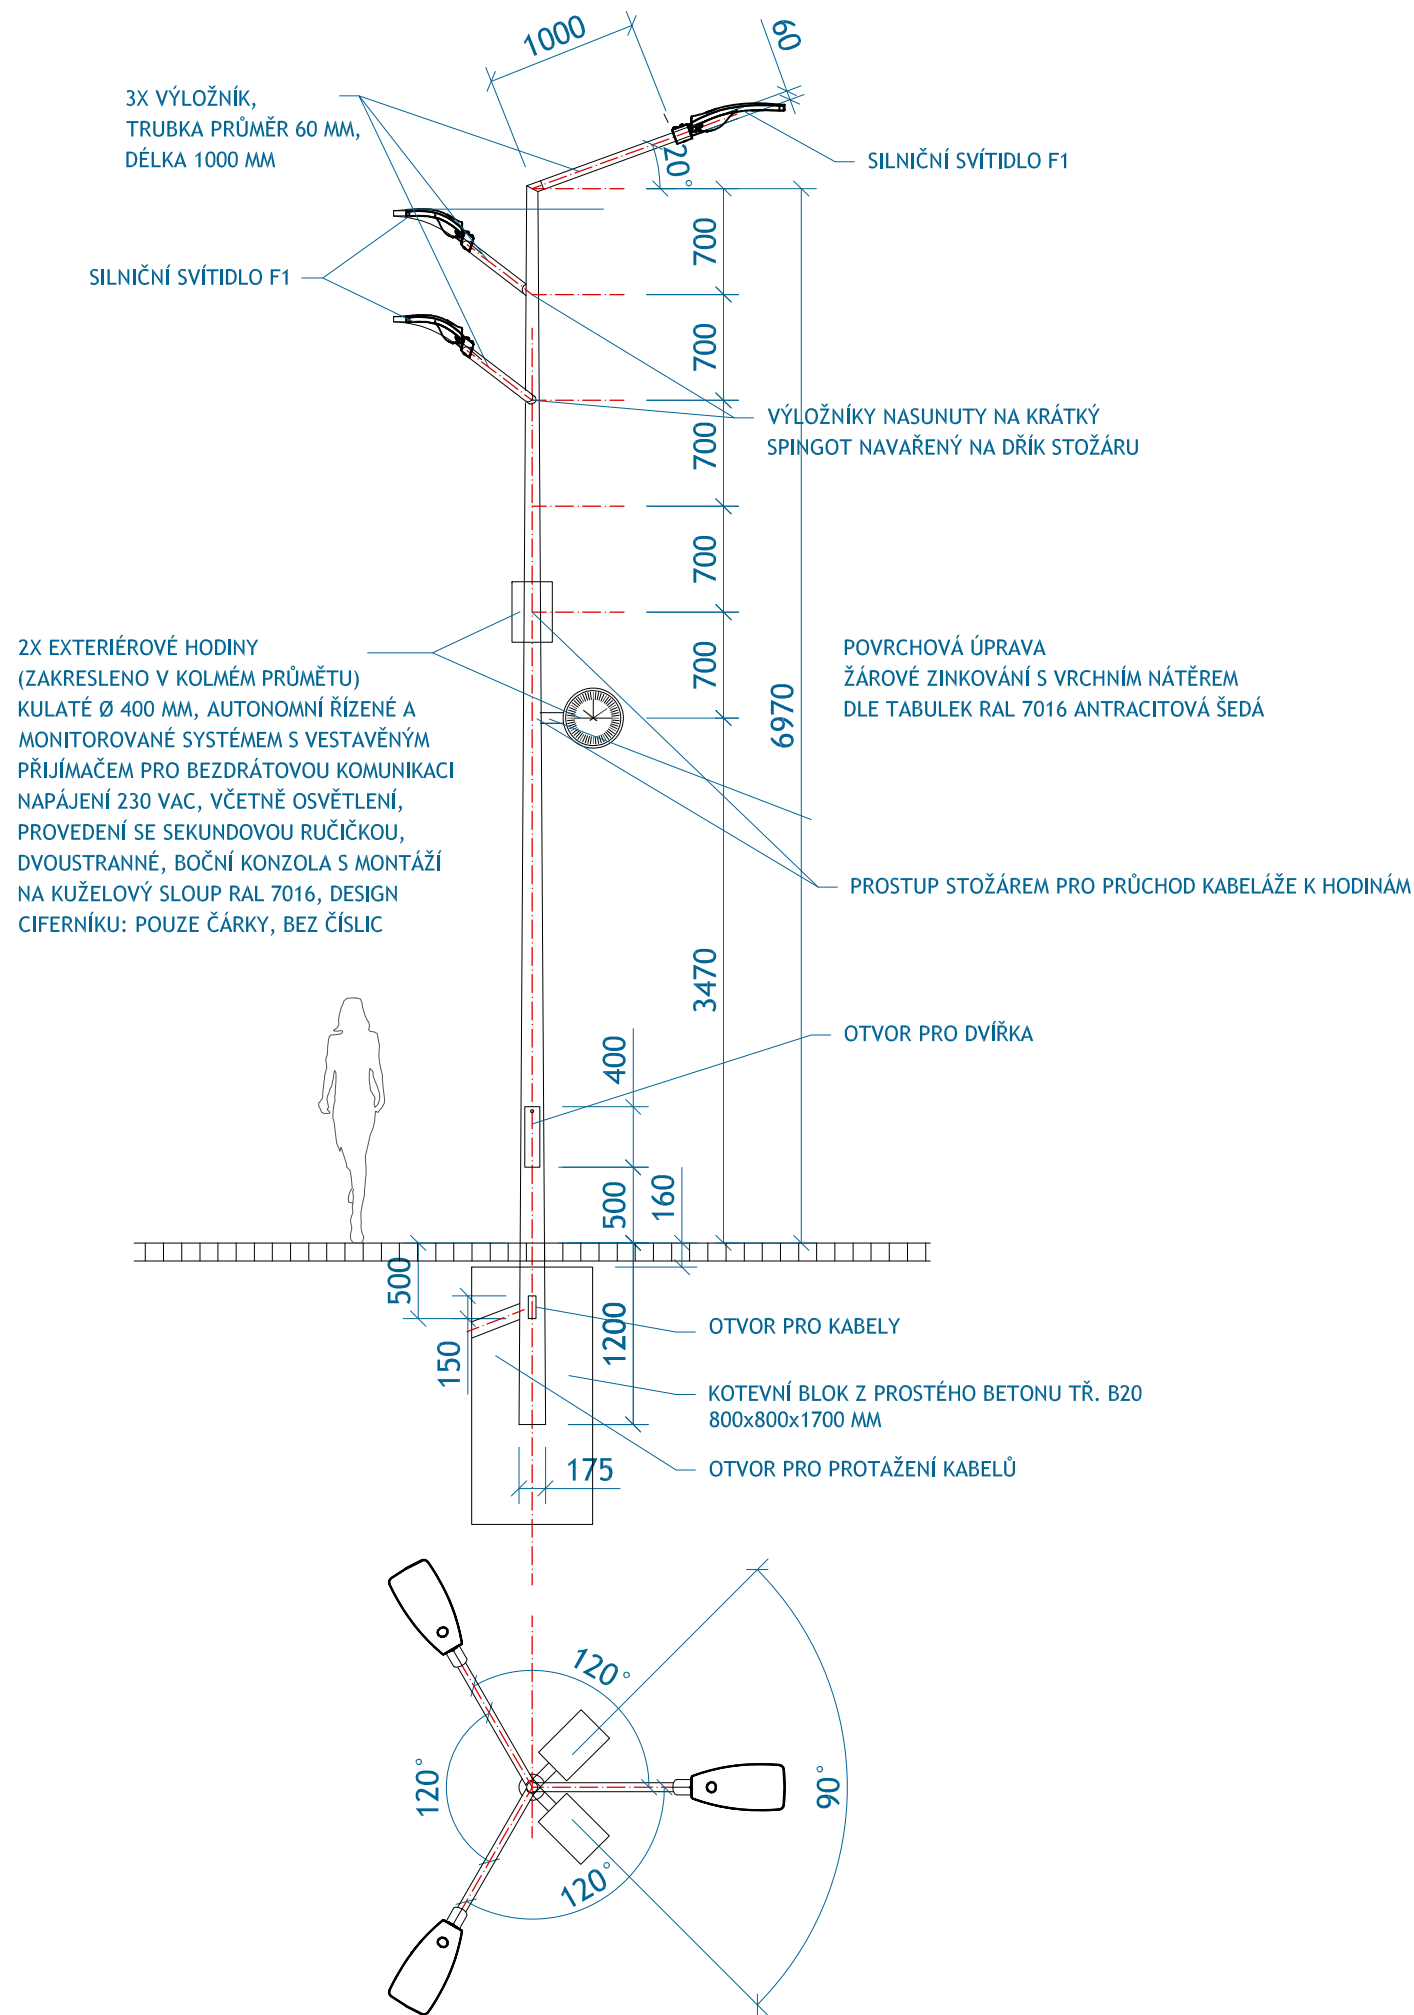 1000
60
3X VÝLOŽNÍK,
TRUBKA PRŮMĚR 60 MM,
DÉLKA 1000 MM
SILNIČNÍ SVÍTIDLO F1
20°
700
SILNIČNÍ SVÍTIDLO F1
700
VÝLOŽNÍKY NASUNUTY NA KRÁTKÝ
SPINGOT NAVAŘENÝ NA DŘÍK STOŽÁRU
700
700
700
6970
2X EXTERIÉROVÉ HODINY
(ZAKRESLENO V KOLMÉM PRŮMĚTU)
KULATÉ Ø 400 MM, AUTONOMNÍ ŘÍZENÉ A
MONITOROVANÉ SYSTÉMEM S VESTAVĚNÝM
PŘIJÍMAČEM PRO BEZDRÁTOVOU KOMUNIKACI
NAPÁJENÍ 230 VAC, VČETNĚ OSVĚTLENÍ,
PROVEDENÍ SE SEKUNDOVOU RUČIČKOU,
DVOUSTRANNÉ, BOČNÍ KONZOLA S MONTÁŽÍ
NA KUŽELOVÝ SLOUP RAL 7016, DESIGN
CIFERNÍKU: POUZE ČÁRKY, BEZ ČÍSLIC
POVRCHOVÁ ÚPRAVA
ŽÁROVÉ ZINKOVÁNÍ S VRCHNÍM NÁTĚREM
DLE TABULEK RAL 7016 ANTRACITOVÁ ŠEDÁ
PROSTUP STOŽÁREM PRO PRŮCHOD KABELÁŽE K HODINÁM
3470
OTVOR PRO DVÍŘKA
400
500
160
500
150
1200
OTVOR PRO KABELY
KOTEVNÍ BLOK Z PROSTÉHO BETONU TŘ. B20
800x800x1700 MM
OTVOR PRO PROTAŽENÍ KABELŮ
175
120°
120°
120°
90°